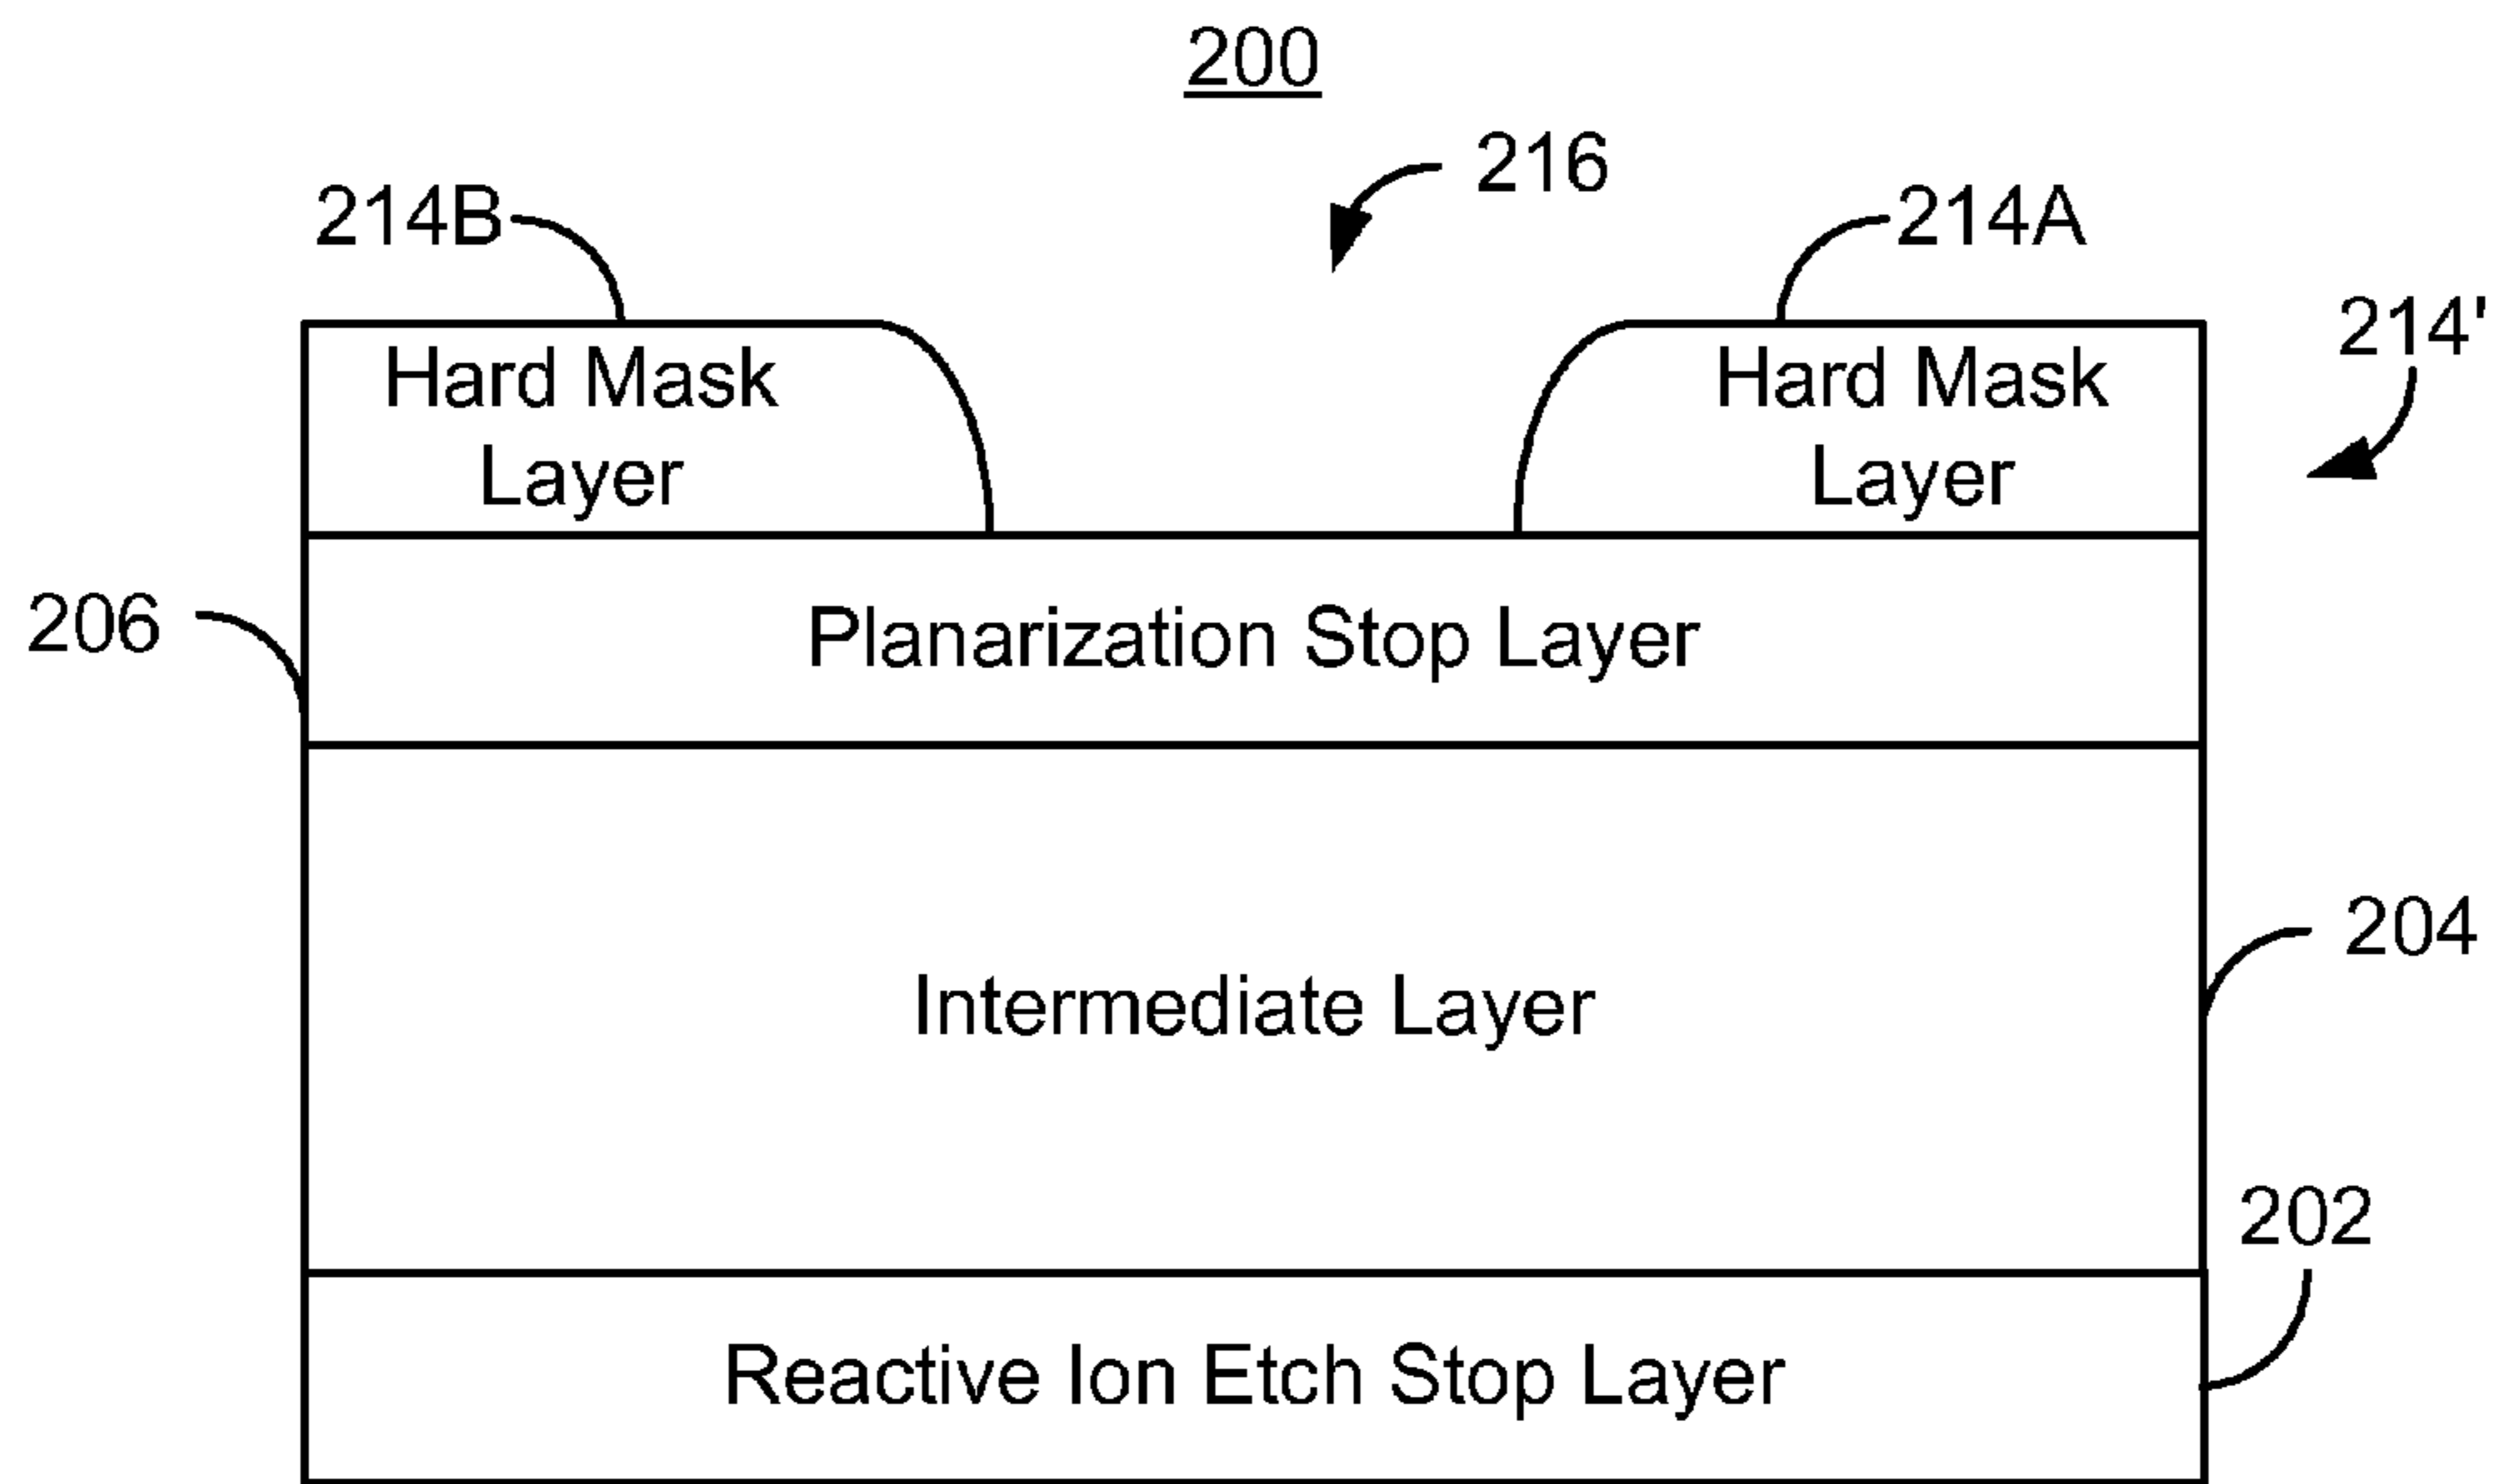 200
216
214B
214A
214'
Hard Mask
Layer
Hard Mask
Layer
206
Planarization Stop Layer
204
Intermediate Layer
202
Reactive Ion Etch Stop Layer